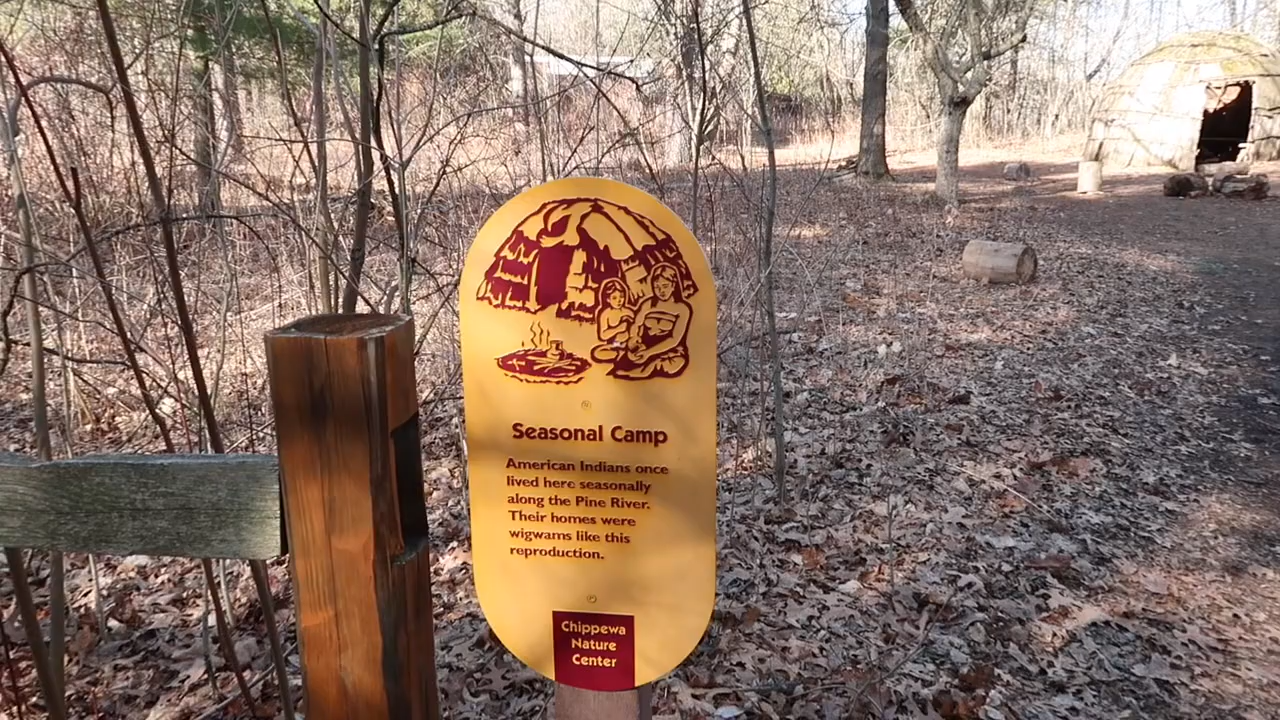 Seasonal Camp
American Indians once
lived here seasonally
along the Pine River.
Their homes were
wigwams like this
reproduction.
Chippewa
Nature
Center